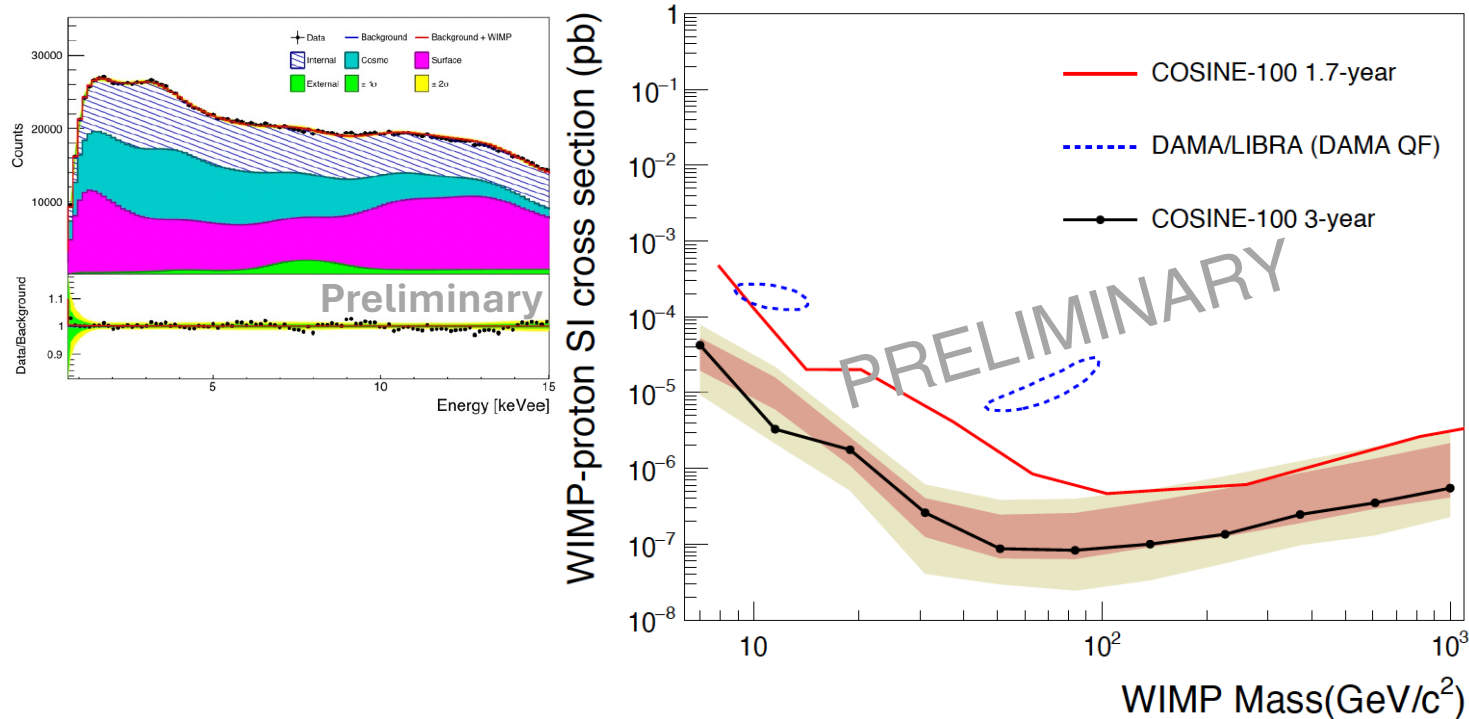 Data Background Background + WIMP
Internal Cosmo Surface
External ± 1σ ± 2σ
Counts
30000
20000
10000
Data/Background
1.1
1
0.9
Preliminary
5 10 15
Energy [keVee]
WIMP-proton SI cross section (pb)
1
10⁻¹
10⁻²
10⁻³
10⁻⁴
10⁻⁵
10⁻⁶
10⁻⁷
10⁻⁸
COSINE-100 1.7-year
DAMA/LIBRA (DAMA QF)
COSINE-100 3-year
PRELIMINARY
10 10² 10³
WIMP Mass(GeV/c²)